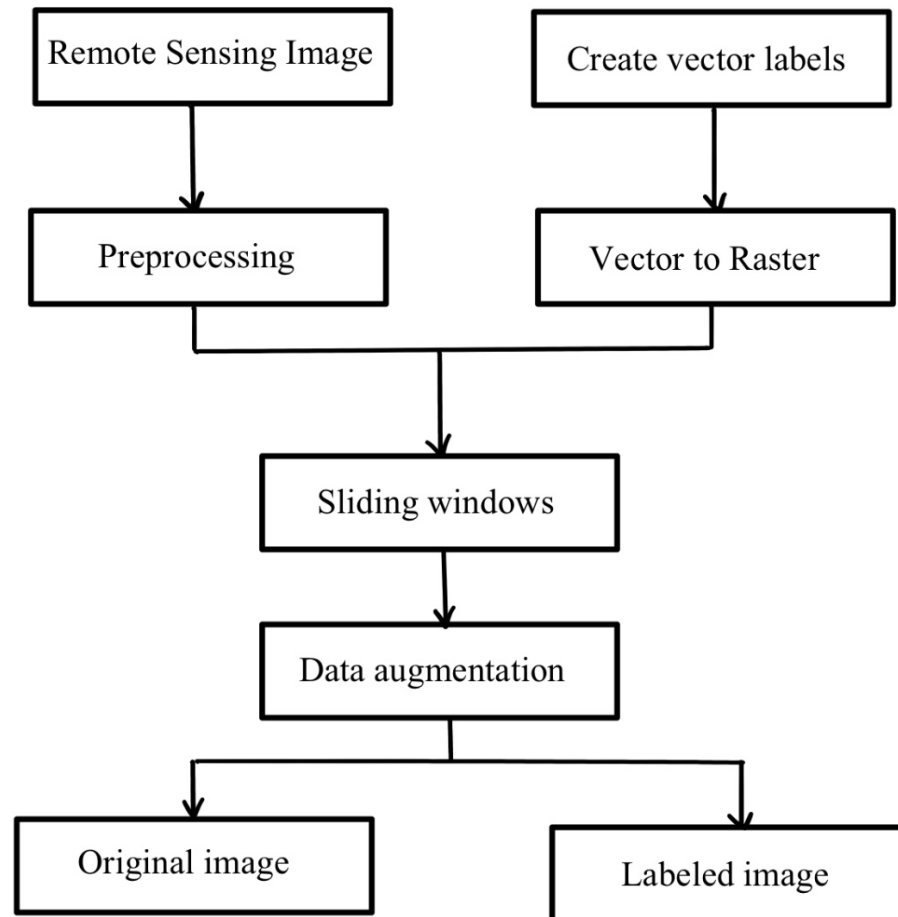 Remote Sensing Image
Create vector labels
Preprocessing
Vector to Raster
Sliding windows
Data augmentation
Original image
Labeled image